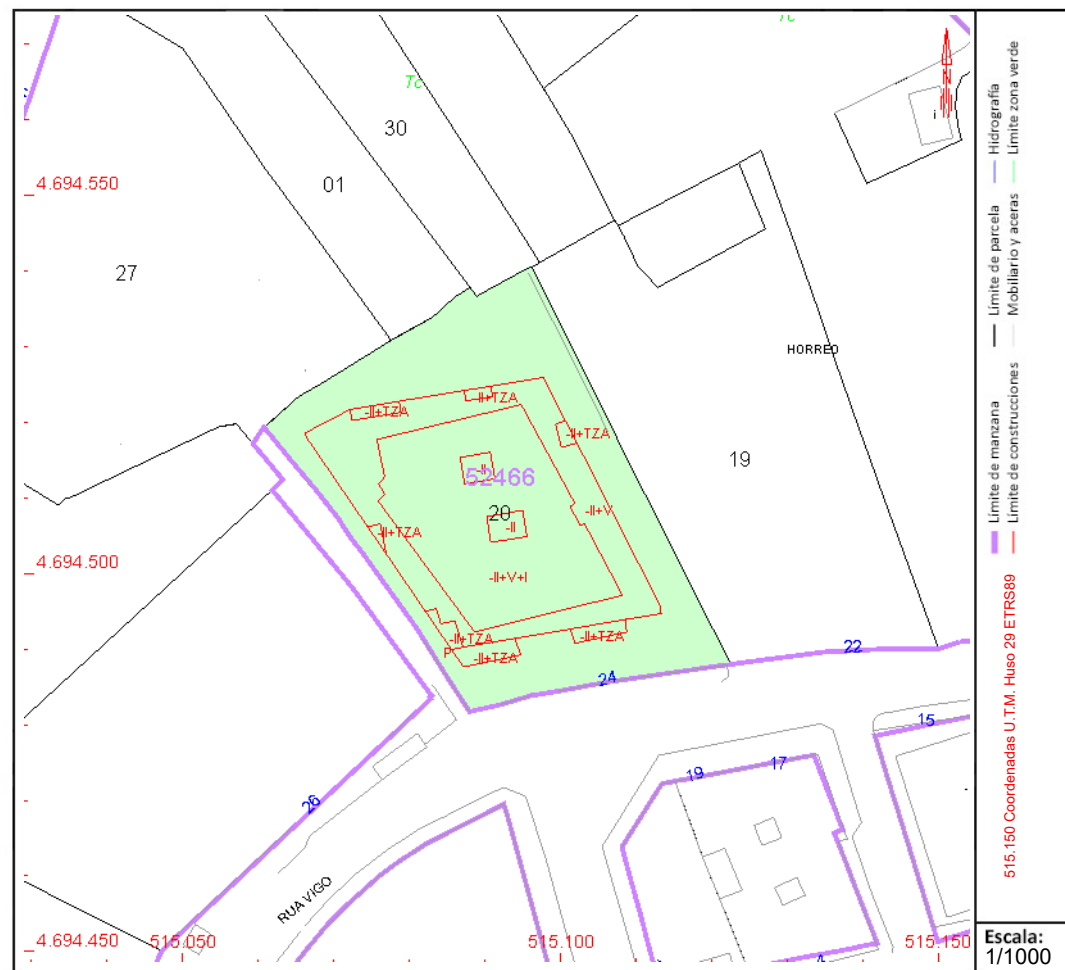 Tc
Tc
30
i
4.694.550
01
27
HORREO
-II+TZA
-II+TZA
-II+TZA
19
-II
52466
20
-II+V
-II+TZA
-II
4.694.500
-II+V+I
-II+TZA
-II+TZA
P
-II+TZA
22
24
15
19
17
26
RUA VIGO
4.694.450
515.050
515.100
515.150
4
Límite de manzana
Límite de parcela
Hidrografía
Límite de construcciones
Mobiliario y aceras
Límite zona verde
515.150 Coordenadas U.T.M. Huso 29 ETRS89
Escala:
1/1000